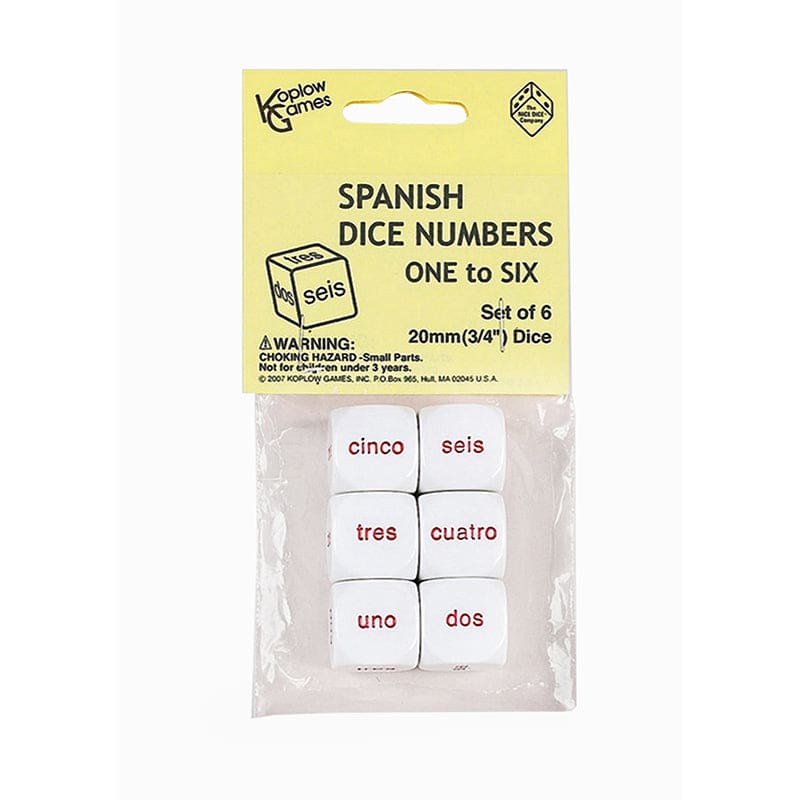 Koplow
Games
The
NICE DICE
Company
SPANISH
DICE NUMBERS
ONE to SIX
tres
dos
seis
Set of 6
20mm(3/4") Dice
⚠WARNING:
CHOKING HAZARD -Small Parts.
Not for children under 3 years.
© 2007 KOPLOW GAMES, INC. P.O.Box 965, Hull, MA 02045 U.S.A.
cinco
seis
tres
cuatro
uno
dos
tres